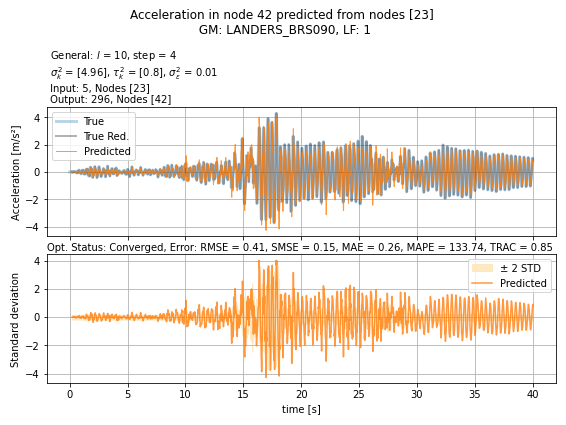 Acceleration in node 42 predicted from nodes [23]
GM: LANDERS_BRS090, LF: 1
General: l = 10, step = 4
σ²ₖ = [4.96], τ²ₖ = [0.8], σ²ε = 0.01
Input: 5, Nodes [23]
Output: 296, Nodes [42]
Acceleration [m/s²]
4
2
0
−2
−4
True
True Red.
Predicted
Opt. Status: Converged, Error: RMSE = 0.41, SMSE = 0.15, MAE = 0.26, MAPE = 133.74, TRAC = 0.85
Standard deviation
4
2
0
−2
−4
± 2 STD
Predicted
0 5 10 15 20 25 30 35 40
time [s]